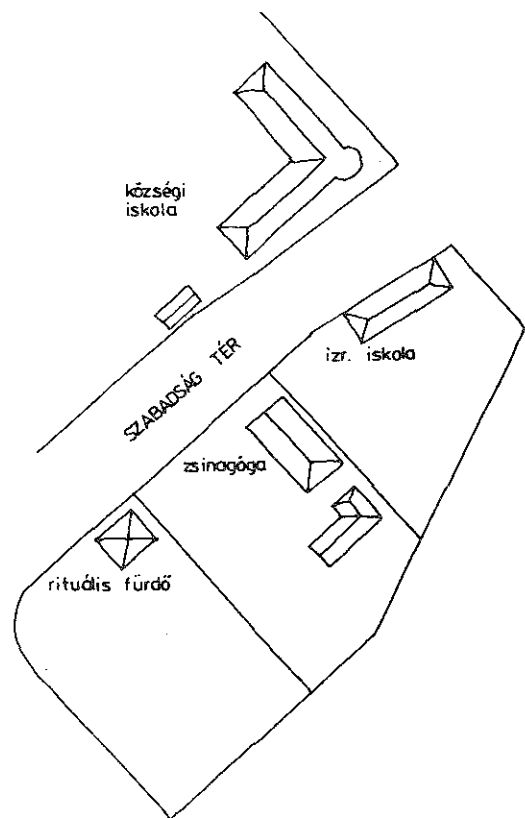 községi
iskola
izr. iskola
SZABADSÁG TÉR
zsinagóga
rituális fürdő